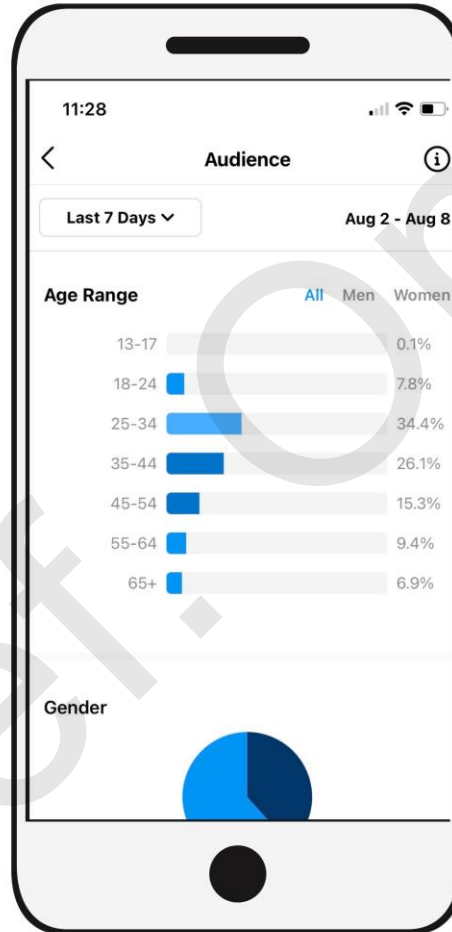 11:28
Audience
Last 7 Days
Aug 2 - Aug 8
Age Range
All Men Women
13-17 0.1%
18-24 7.8%
25-34 34.4%
35-44 26.1%
45-54 15.3%
55-64 9.4%
65+ 6.9%
Gender